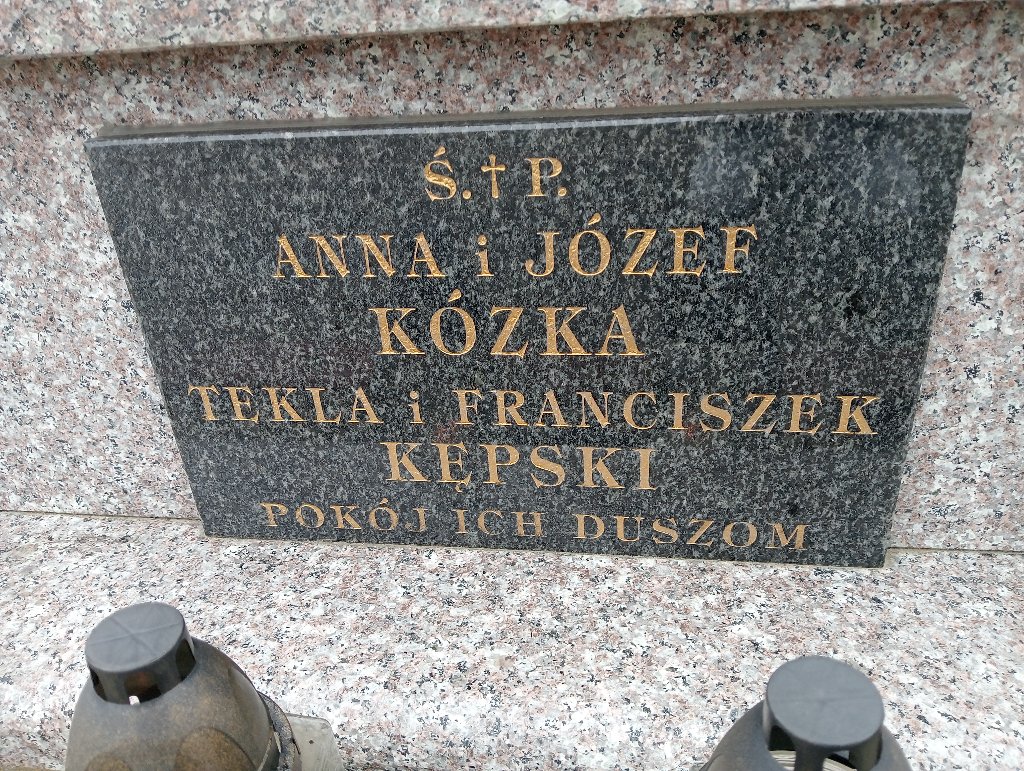 Ś.†P.
ANNA i JÓZEF
KÓZKA
TEKLA i FRANCISZEK
KĘPSKI
POKÓJ ICH DUSZOM